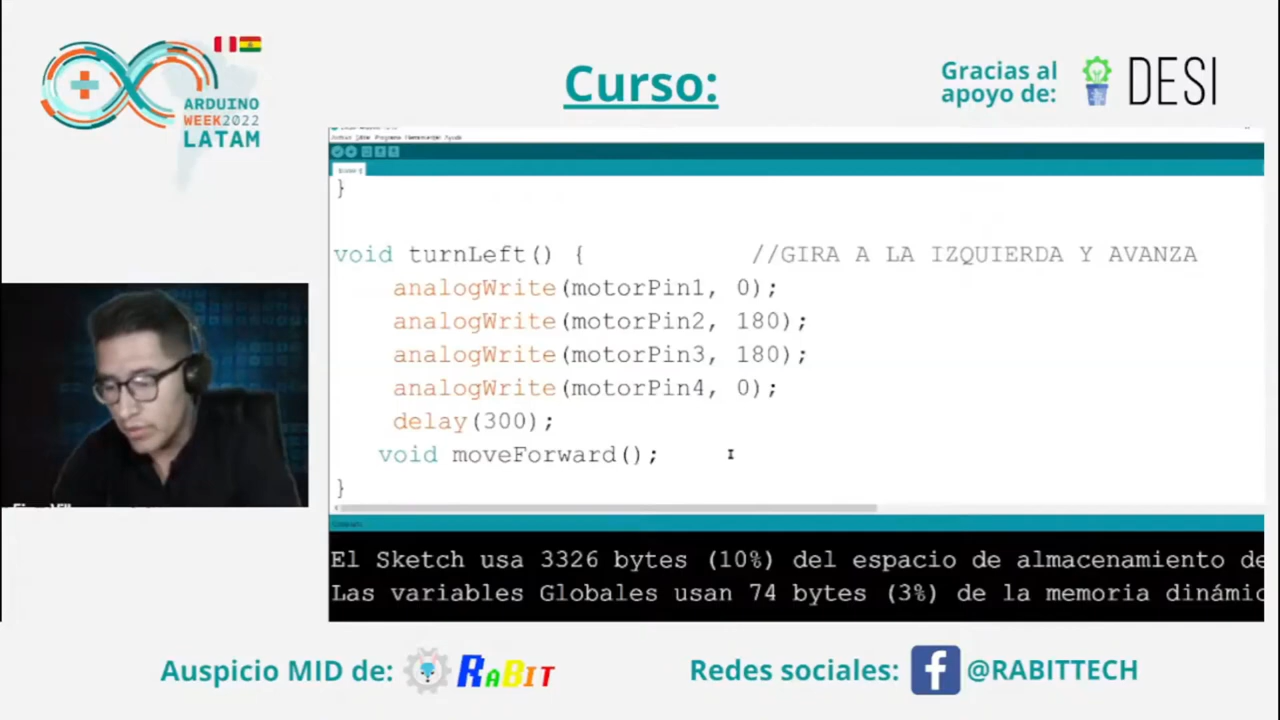 ARDUINO
WEEK2022
LATAM
Curso:
Gracias al
apoyo de:
DESI
}
void turnLeft() { //GIRA A LA IZQUIERDA Y AVANZA
analogWrite(motorPin1, 0);
analogWrite(motorPin2, 180);
analogWrite(motorPin3, 180);
analogWrite(motorPin4, 0);
delay(300);
void moveForward();
}
El Sketch usa 3326 bytes (10%) del espacio de almacenamiento de
Las variables Globales usan 74 bytes (3%) de la memoria dinámic
Auspicio MID de:
RABIT
Redes sociales:
@RABITTECH